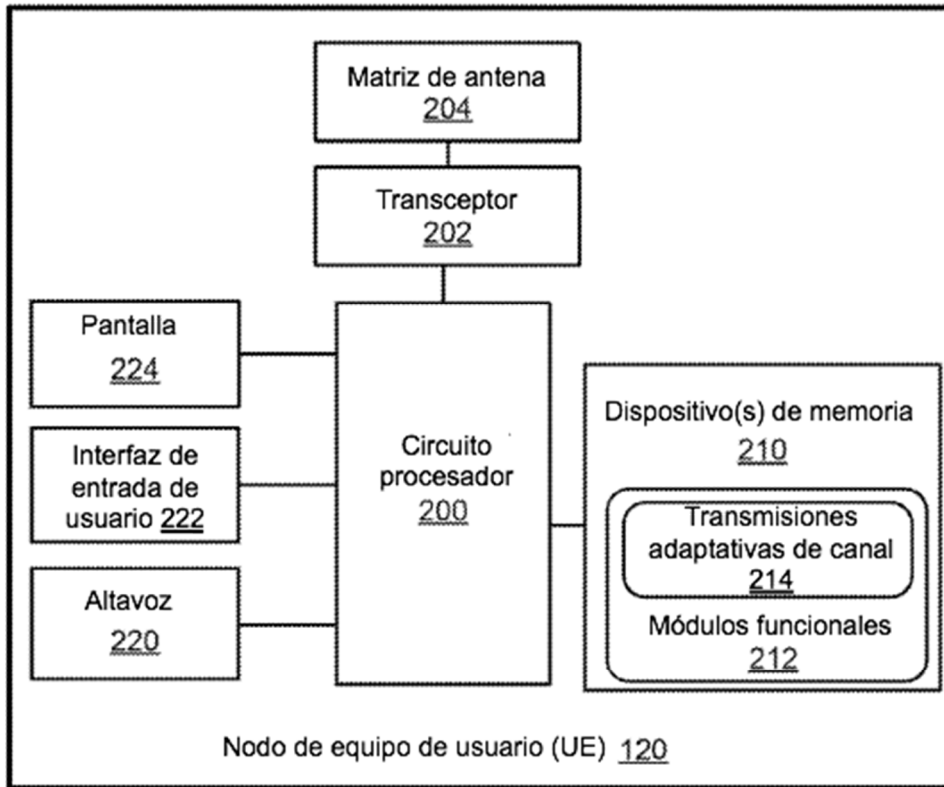 Matriz de antena
204
Transceptor
202
Pantalla
224
Interfaz de
entrada de
usuario 222
Altavoz
220
Circuito
procesador
200
Dispositivo(s) de memoria
210
Transmisiones
adaptativas de canal
214
Módulos funcionales
212
Nodo de equipo de usuario (UE) 120